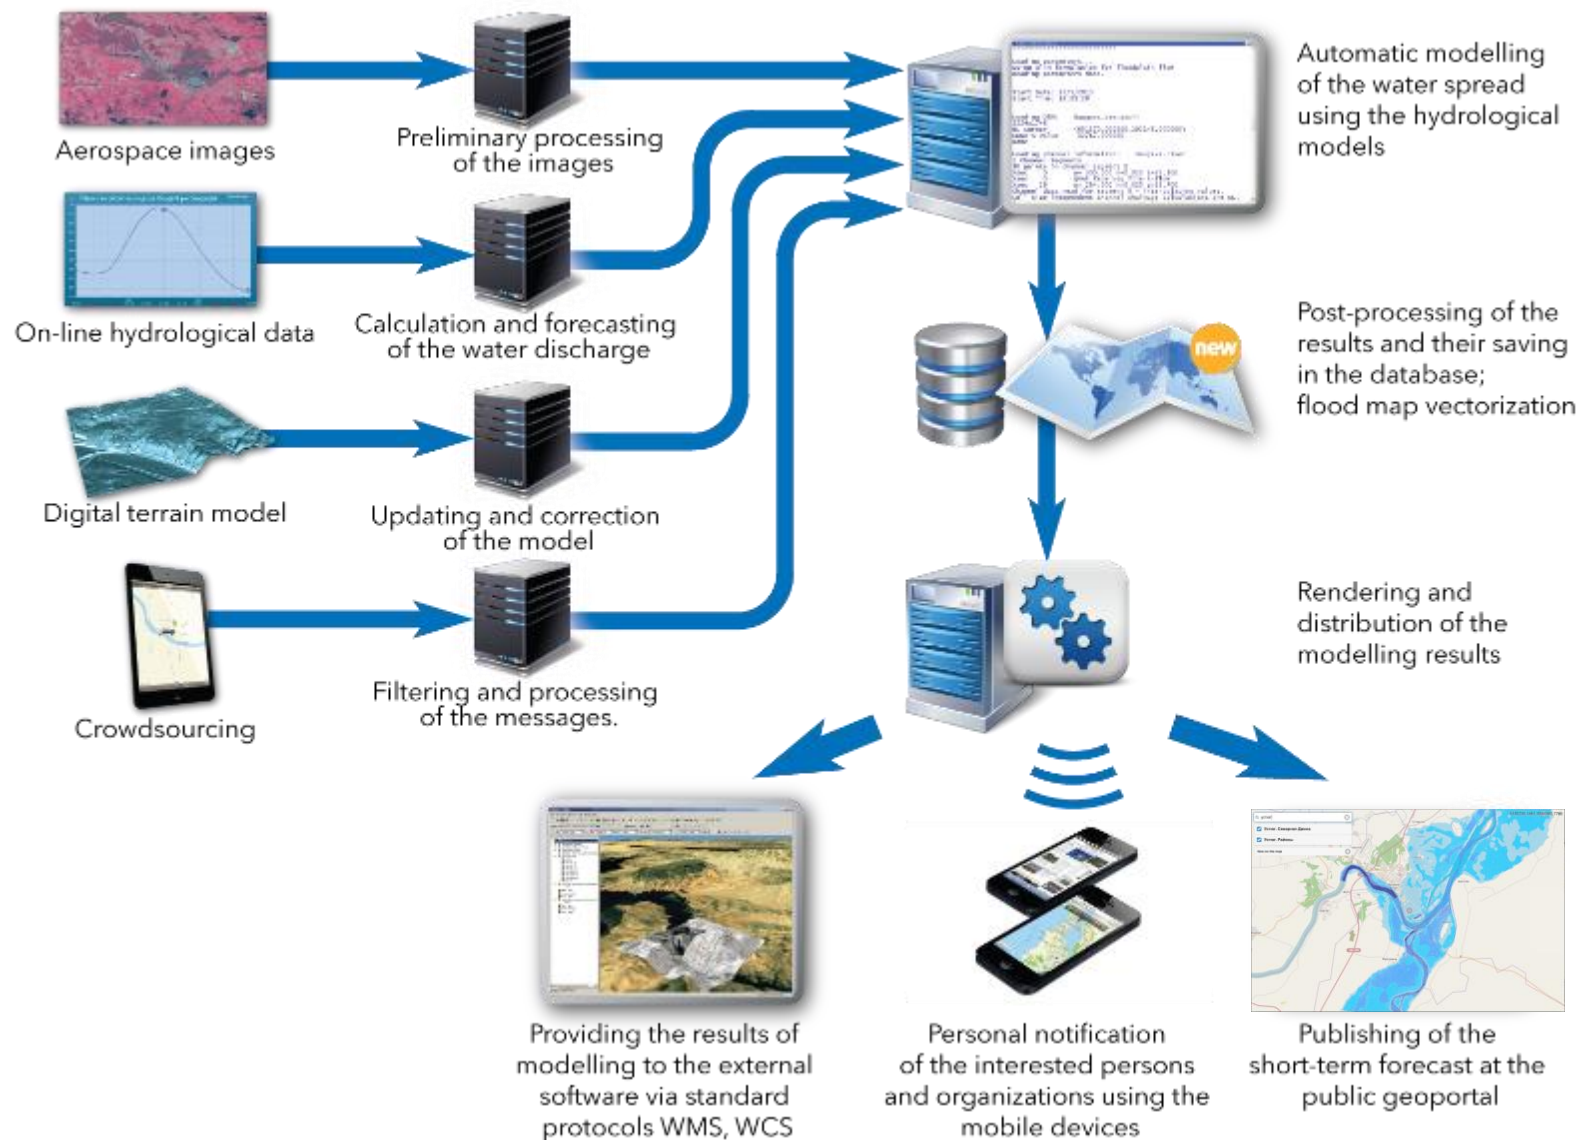 Aerospace images
Preliminary processing
of the images
Automatic modelling
of the water spread
using the hydrological
models
On-line hydrological data
Calculation and forecasting
of the water discharge
new
Post-processing of the
results and their saving
in the database;
flood map vectorization
Digital terrain model
Updating and correction
of the model
Crowdsourcing
Filtering and processing
of the messages.
Rendering and
distribution of the
modelling results
Providing the results of
modelling to the external
software via standard
protocols WMS, WCS
Personal notification
of the interested persons
and organizations using the
mobile devices
Publishing of the
short-term forecast at the
public geoportal